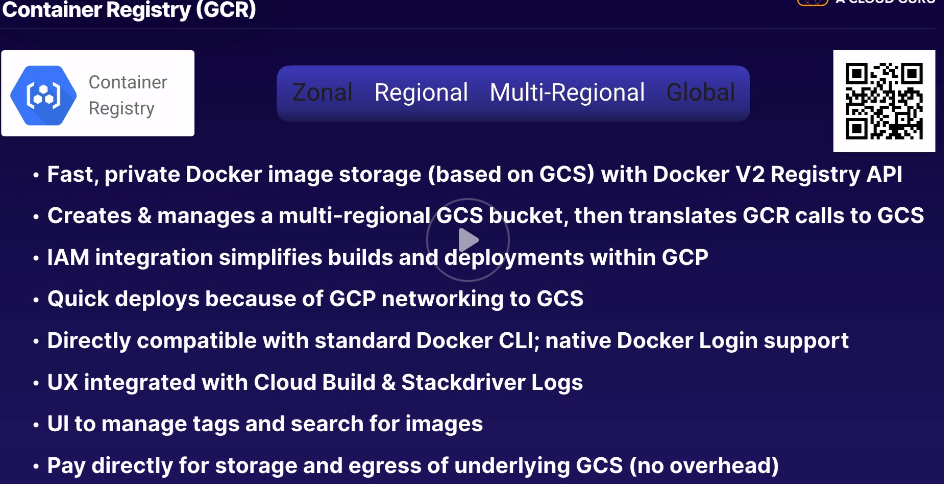 Container Registry (GCR)
A CLOUD GURU
Container
Registry
Zonal Regional Multi-Regional Global
• Fast, private Docker image storage (based on GCS) with Docker V2 Registry API
• Creates & manages a multi-regional GCS bucket, then translates GCR calls to GCS
• IAM integration simplifies builds and deployments within GCP
• Quick deploys because of GCP networking to GCS
• Directly compatible with standard Docker CLI; native Docker Login support
• UX integrated with Cloud Build & Stackdriver Logs
• UI to manage tags and search for images
• Pay directly for storage and egress of underlying GCS (no overhead)